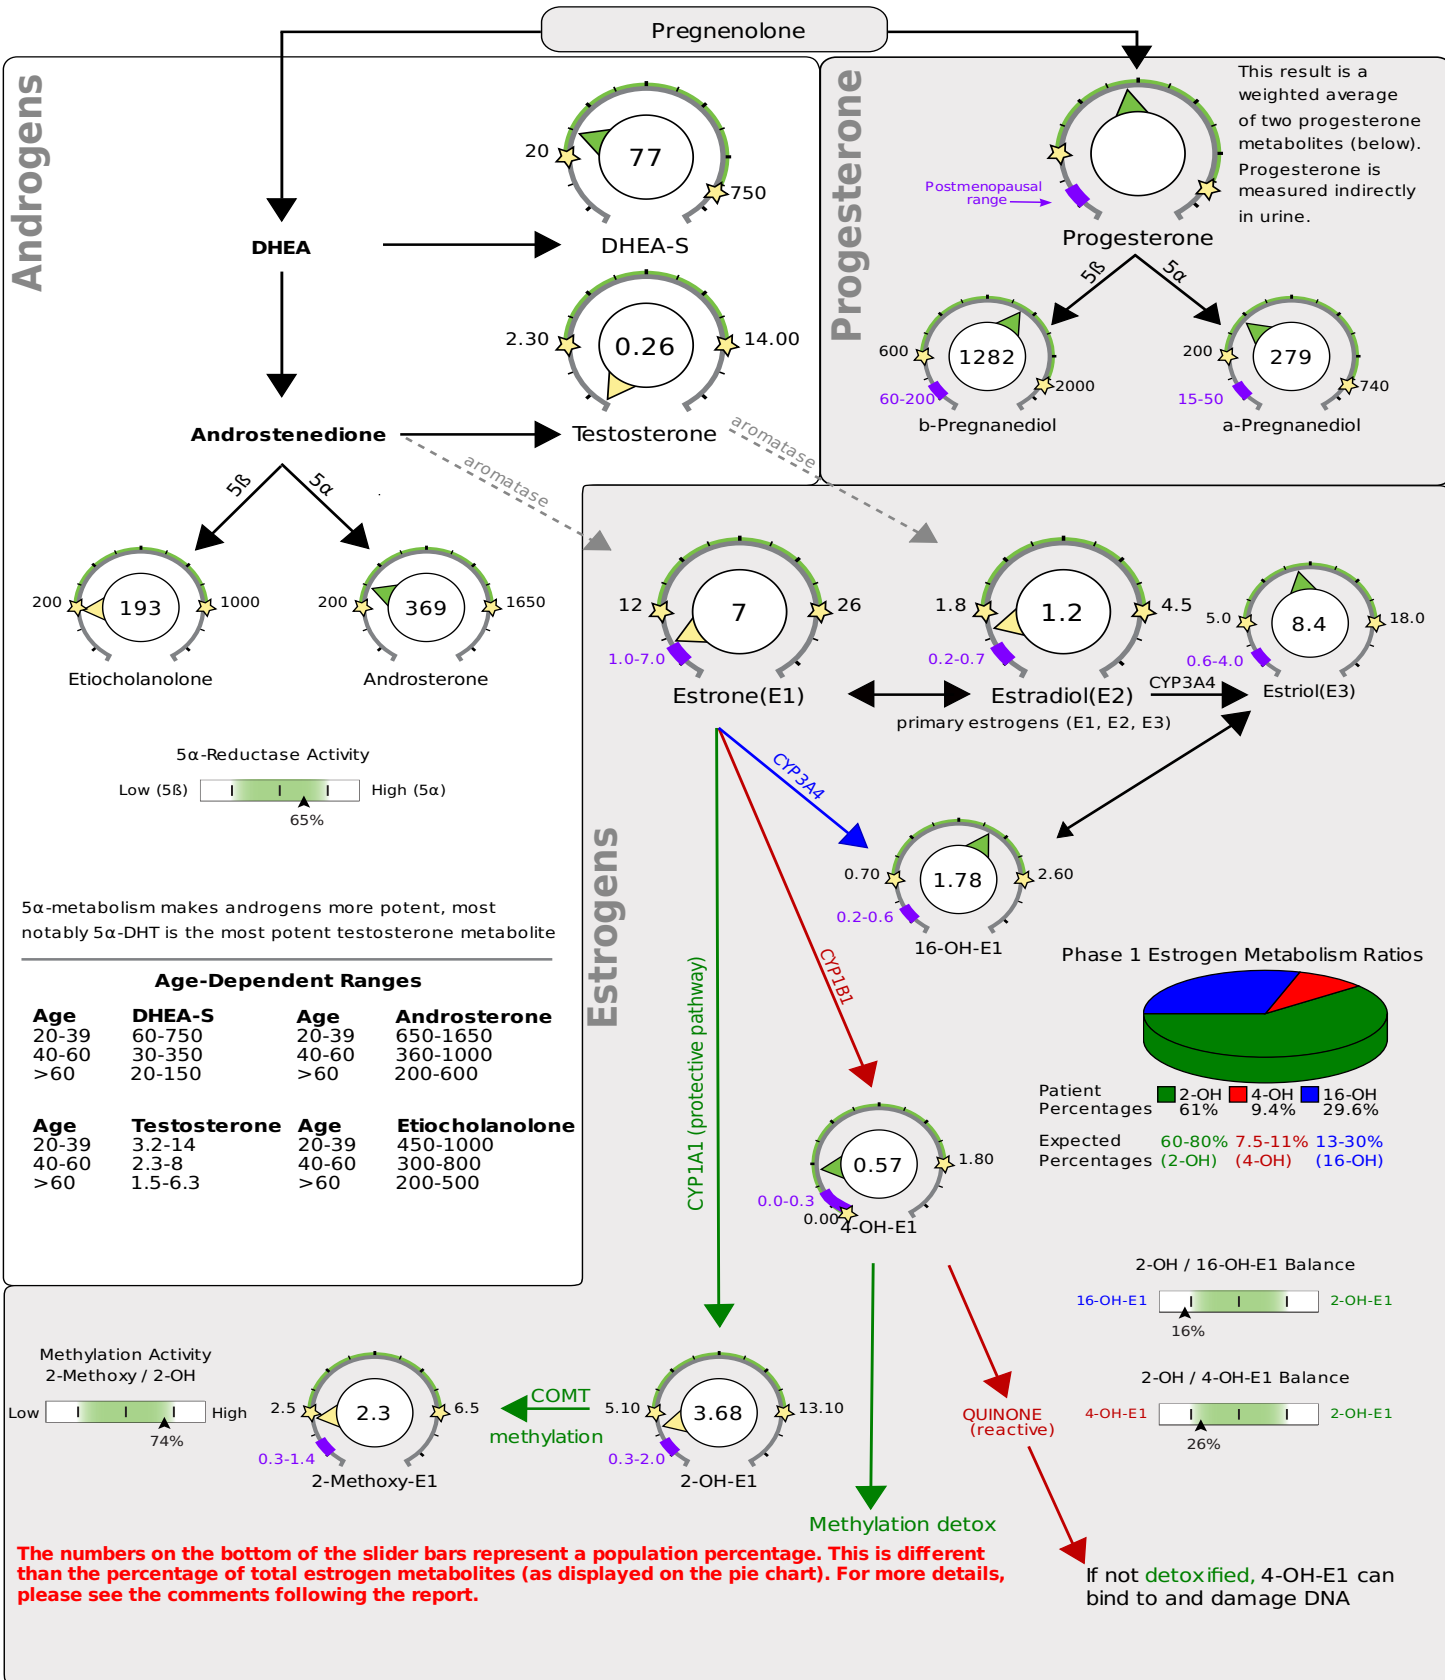 Pregnenolone
Androgens
20
77
750
DHEA-S
DHEA
2.30
0.26
14.00
Testosterone
Androstenedione
aromatase
aromatase
5ß
5α
200
193
1000
Etiocholanolone
200
369
1650
Androsterone
5α-Reductase Activity
Low (5ß)
High (5α)
65%
5α-metabolism makes androgens more potent, most
notably 5α-DHT is the most potent testosterone metabolite
Age-Dependent Ranges
Age DHEA-S Age Androsterone
20-39 60-750 20-39 650-1650
40-60 30-350 40-60 360-1000
>60 20-150 >60 200-600
Age Testosterone Age Etiocholanolone
20-39 3.2-14 20-39 450-1000
40-60 2.3-8 40-60 300-800
>60 1.5-6.3 >60 200-500
Progesterone
This result is a
weighted average
of two progesterone
metabolites (below).
Progesterone is
measured indirectly
in urine.
Postmenopausal
range
Progesterone
5ß
5α
600
1282
2000
60-200
b-Pregnanediol
200
279
740
15-50
a-Pregnanediol
Estrogens
12
7
26
1.0-7.0
Estrone(E1)
1.8
1.2
4.5
0.2-0.7
Estradiol(E2)
CYP3A4
5.0
8.4
18.0
0.6-4.0
Estriol(E3)
primary estrogens (E1, E2, E3)
CYP3A4
0.70
1.78
2.60
0.2-0.6
16-OH-E1
CYP1B1
CYP1A1 (protective pathway)
Phase 1 Estrogen Metabolism Ratios
Patient
Percentages
2-OH 4-OH 16-OH
61% 9.4% 29.6%
Expected
Percentages
60-80% 7.5-11% 13-30%
(2-OH) (4-OH) (16-OH)
0.57
1.80
0.0-0.3
0.00
4-OH-E1
2-OH / 16-OH-E1 Balance
16-OH-E1
2-OH-E1
16%
2-OH / 4-OH-E1 Balance
4-OH-E1
2-OH-E1
26%
Methylation Activity
2-Methoxy / 2-OH
Low
High
74%
2.5
2.3
6.5
0.3-1.4
2-Methoxy-E1
COMT
methylation
5.10
3.68
13.10
0.3-2.0
2-OH-E1
QUINONE
(reactive)
Methylation detox
If not detoxified, 4-OH-E1 can
bind to and damage DNA
The numbers on the bottom of the slider bars represent a population percentage. This is different
than the percentage of total estrogen metabolites (as displayed on the pie chart). For more details,
please see the comments following the report.